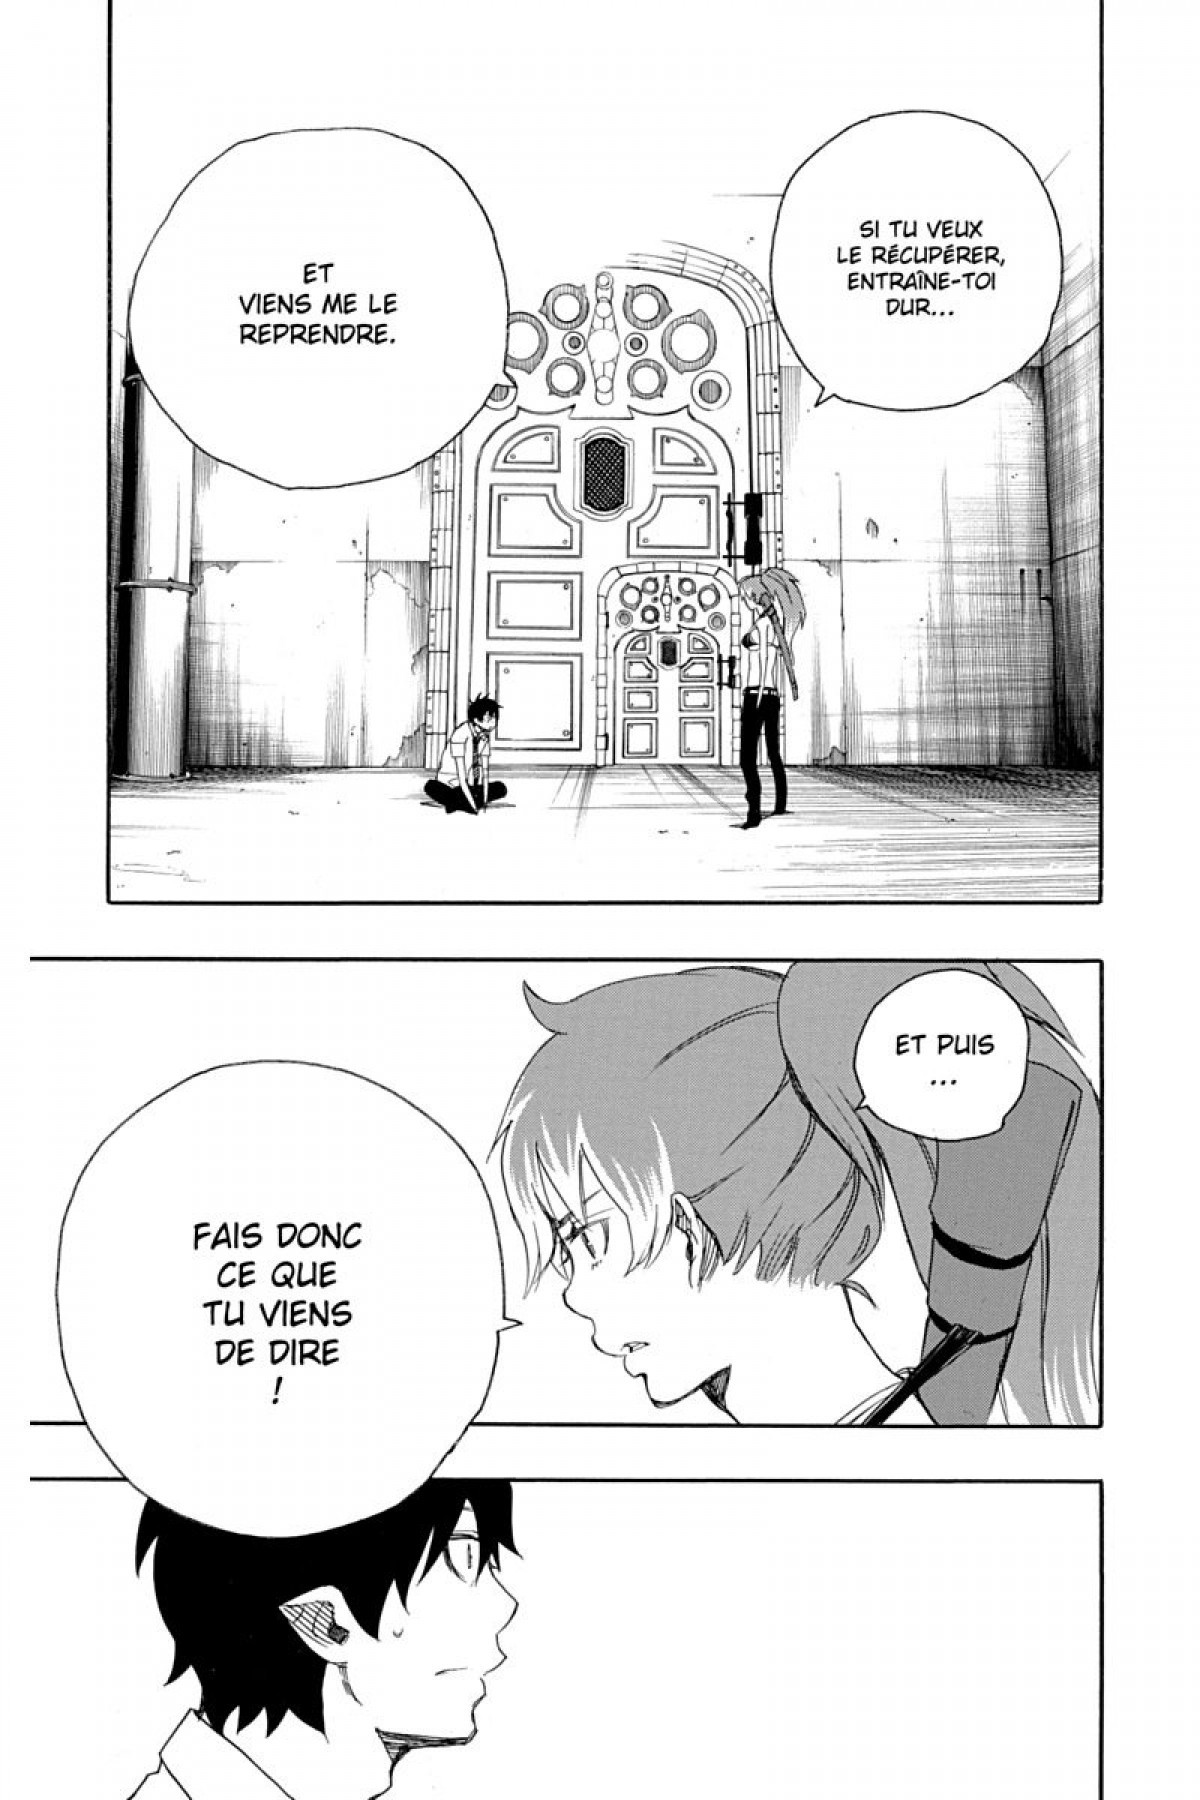 SI TU VEUX
LE RÉCUPÉRER,
ENTRAÎNE-TOI
DUR...
ET
VIENS ME LE
REPRENDRE.
ET PUIS
...
FAIS DONC
CE QUE
TU VIENS
DE DIRE
!